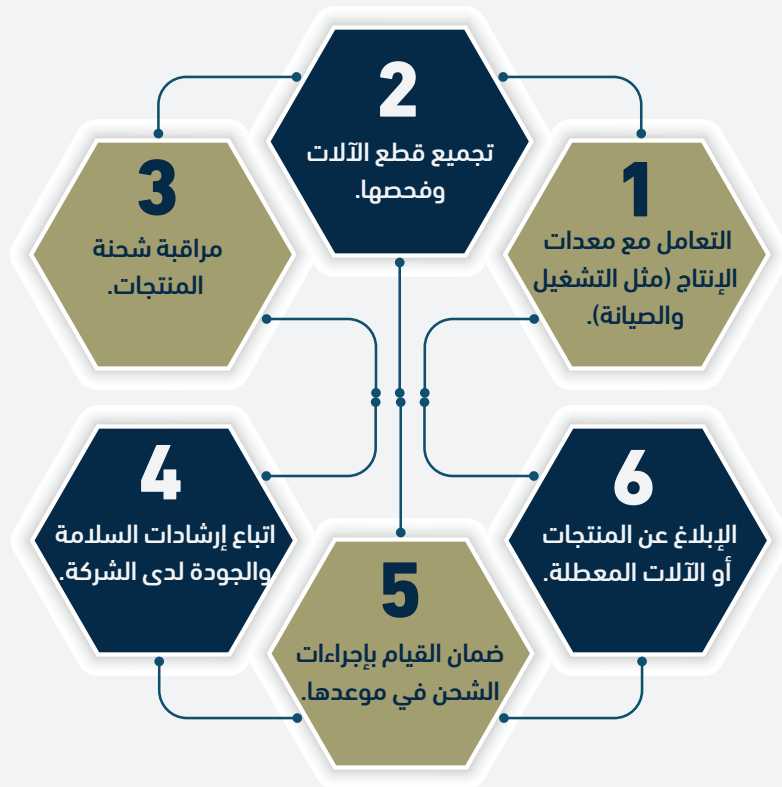 1
التعامل مع معدات
الإنتاج (مثل التشغيل
والصيانة).
2
تجميع قطع الآلات
وفحصها.
3
مراقبة شحنة
المنتجات.
4
اتباع إرشادات السلامة
والجودة لدى الشركة.
5
ضمان القيام بإجراءات
الشحن في موعدها.
6
الإبلاغ عن المنتجات
أو الآلات المعطلة.